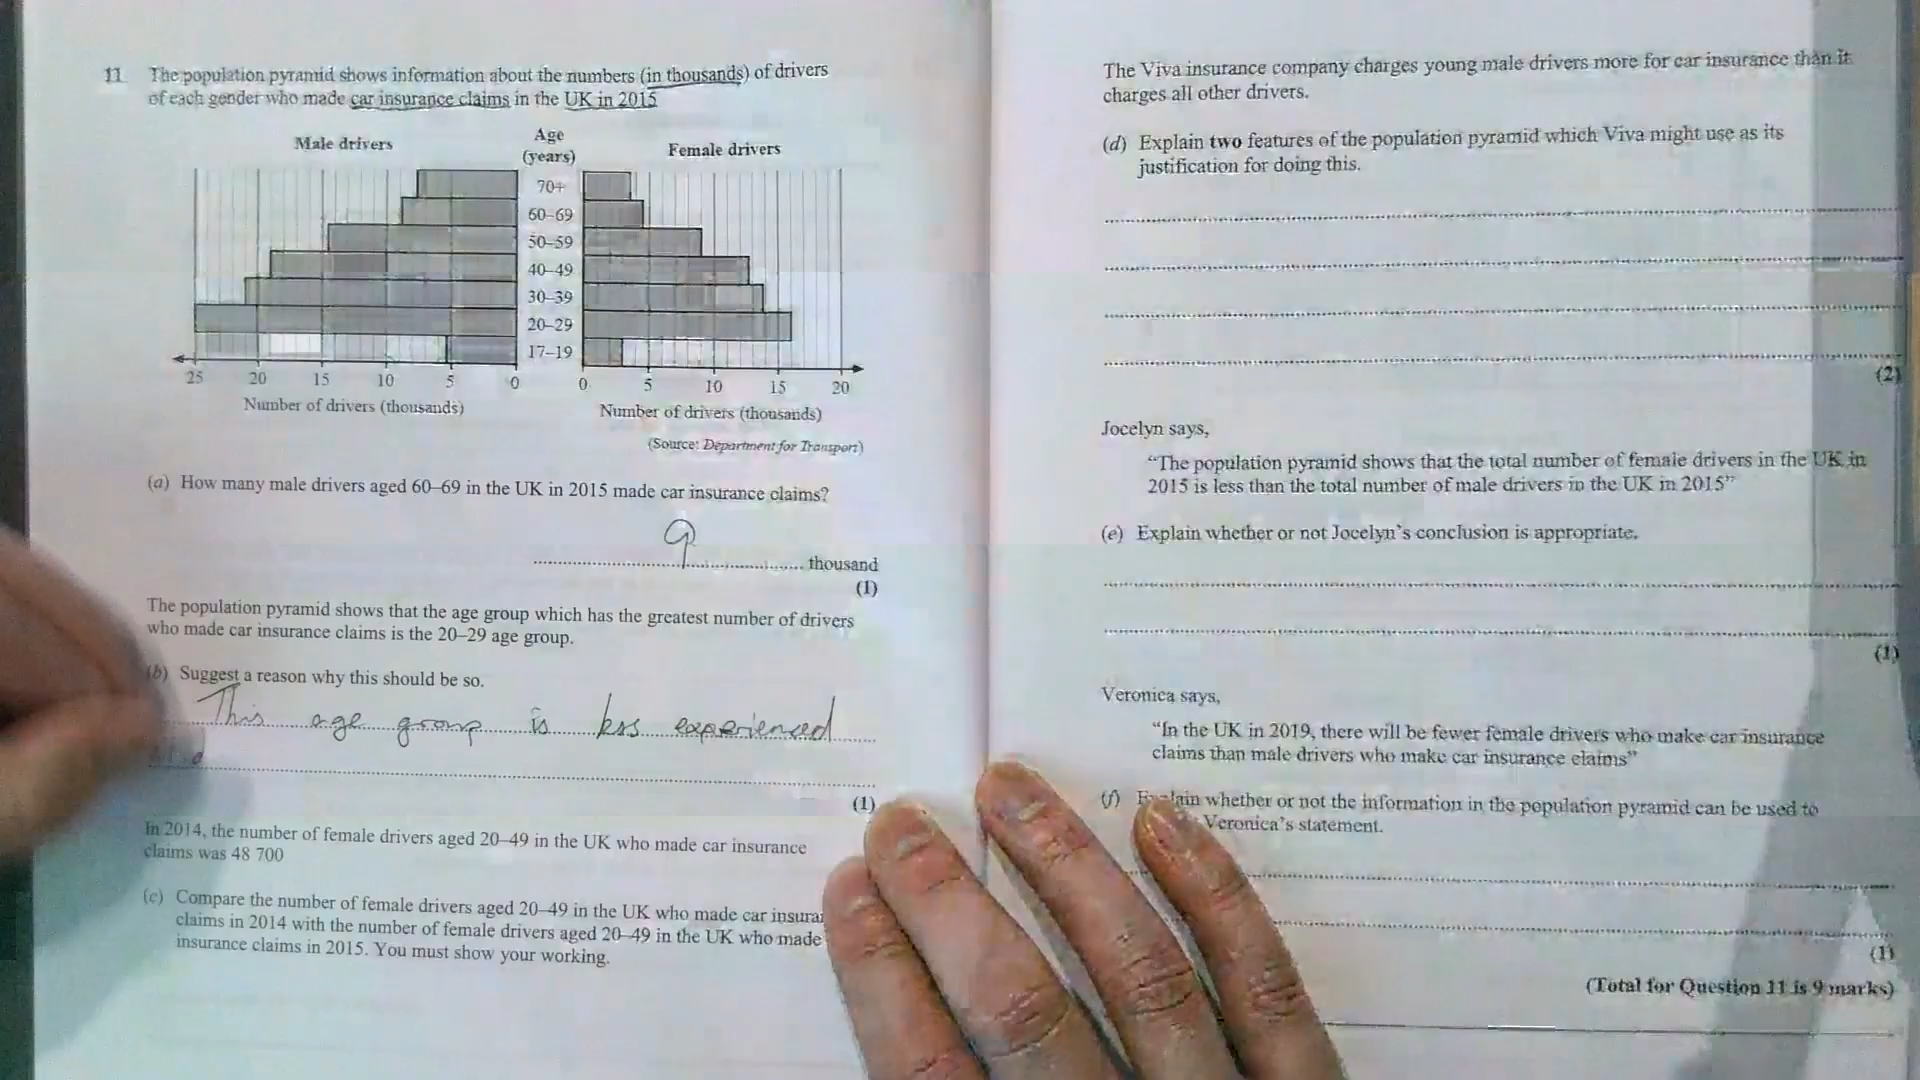 11 The population pyramid shows information about the numbers (in thousands) of drivers
of each gender who made car insurance claims in the UK in 2015
Male drivers
Age
(years)
Female drivers
70+
60–69
50–59
40–49
30–39
20–29
17–19
25 20 15 10 5 0
0 5 10 15 20
Number of drivers (thousands)
Number of drivers (thousands)
(Source: Department for Transport)
(a) How many male drivers aged 60–69 in the UK in 2015 made car insurance claims?
9
thousand
(1)
The population pyramid shows that the age group which has the greatest number of drivers
who made car insurance claims is the 20–29 age group.
(b) Suggest a reason why this should be so.
This age group is less experienced
(1)
In 2014, the number of female drivers aged 20–49 in the UK who made car insurance
claims was 48 700
(c) Compare the number of female drivers aged 20–49 in the UK who made car
claims in 2014 with the number of female drivers aged 20–49 in the UK who made
insurance claims in 2015. You must show your working.
The Viva insurance company charges young male drivers more for car insurance than it
charges all other drivers.
(d) Explain two features of the population pyramid which Viva might use as its
justification for doing this.
(2)
Jocelyn says,
“The population pyramid shows that the total number of female drivers in the UK in
2015 is less than the total number of male drivers in the UK in 2015”
(e) Explain whether or not Jocelyn’s conclusion is appropriate.
(1)
Veronica says,
“In the UK in 2019, there will be fewer female drivers who make car insurance
claims than male drivers who make car insurance claims”
(f) Explain whether or not the information in the population pyramid can be used to
Veronica’s statement.
(1)
(Total for Question 11 is 9 marks)